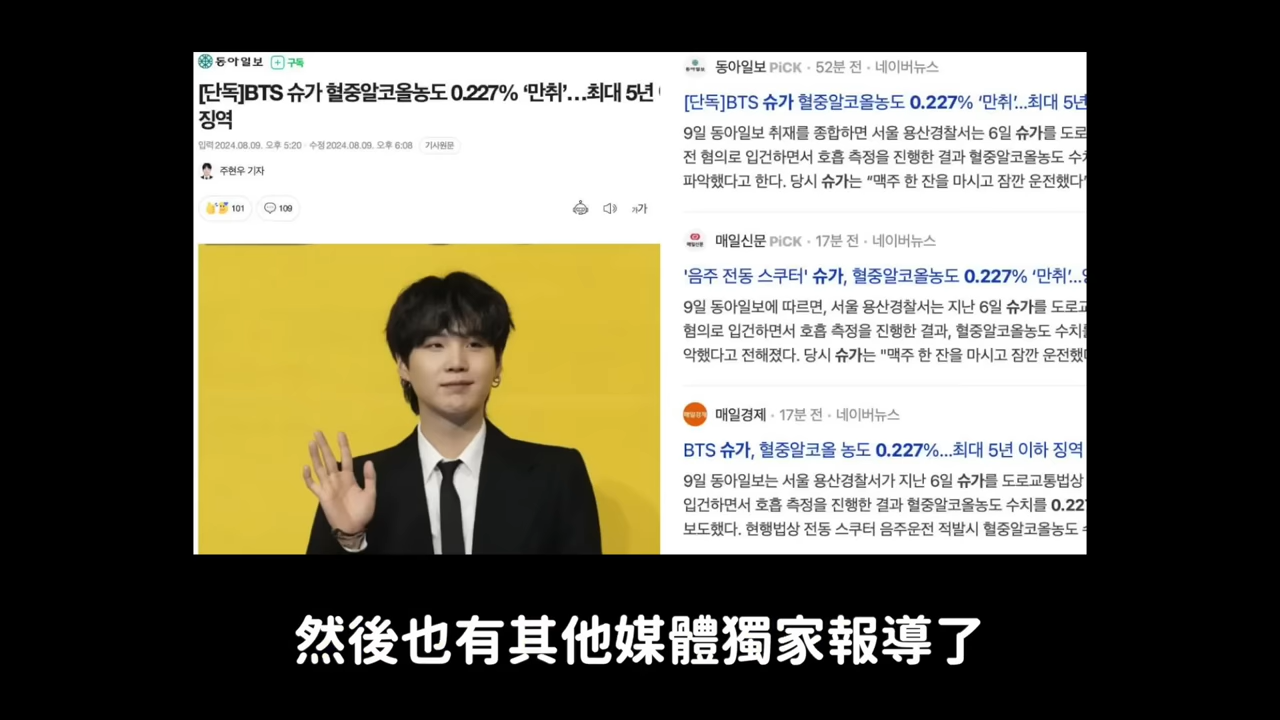 동아일보 구독
[단독]BTS 슈가 혈중알코올농도 0.227% ‘만취’…최대 5년
징역
입력2024.08.09. 오후 5:20 · 수정2024.08.09. 오후 6:08 기사원문
주현우 기자
101 109 가가
동아일보 PiCK · 52분 전 · 네이버뉴스
[단독]BTS 슈가 혈중알코올농도 0.227% ‘만취’…최대 5년
9일 동아일보 취재를 종합하면 서울 용산경찰서는 6일 슈가를 도로
전 혐의로 입건하면서 호흡 측정을 진행한 결과 혈중알코올농도 수치
파악했다고 한다. 당시 슈가는 “맥주 한 잔을 마시고 잠깐 운전했다”
매일신문 PiCK · 17분 전 · 네이버뉴스
'음주 전동 스쿠터' 슈가, 혈중알코올농도 0.227% ‘만취’…
9일 동아일보에 따르면, 서울 용산경찰서는 지난 6일 슈가를 도로교
혐의로 입건하면서 호흡 측정을 진행한 결과, 혈중알코올농도 수치를
악했다고 전해졌다. 당시 슈가는 "맥주 한 잔을 마시고 잠깐 운전했
매일경제 · 17분 전 · 네이버뉴스
BTS 슈가, 혈중알코올 농도 0.227%…최대 5년 이하 징역
9일 동아일보는 서울 용산경찰서가 지난 6일 슈가를 도로교통법상
입건하면서 호흡 측정을 진행한 결과 혈중알코올농도 수치를 0.227
보도했다. 현행법상 전동 스쿠터 음주운전 적발시 혈중알코올농도
然後也有其他媒體獨家報導了